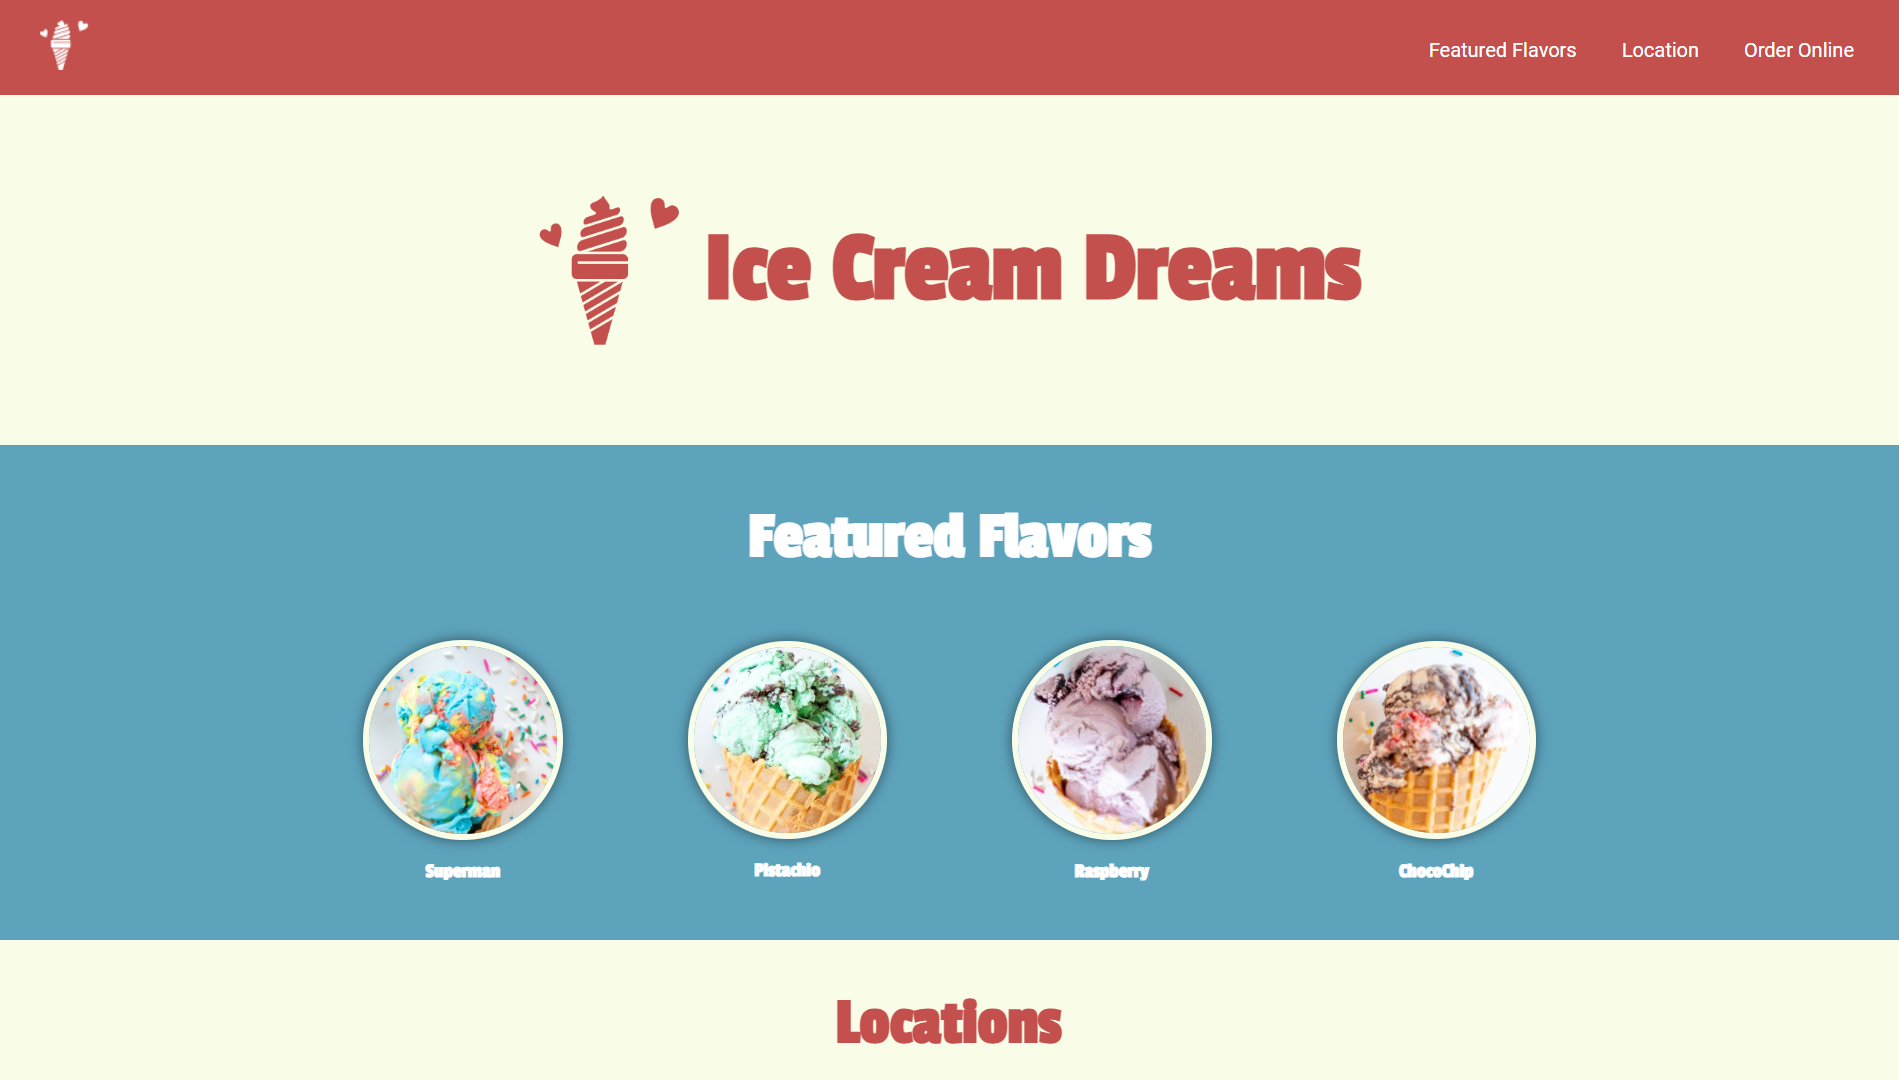 Featured Flavors Location Order Online
Ice Cream Dreams
Featured Flavors
Superman Pistachio Raspberry ChocoChip
Locations